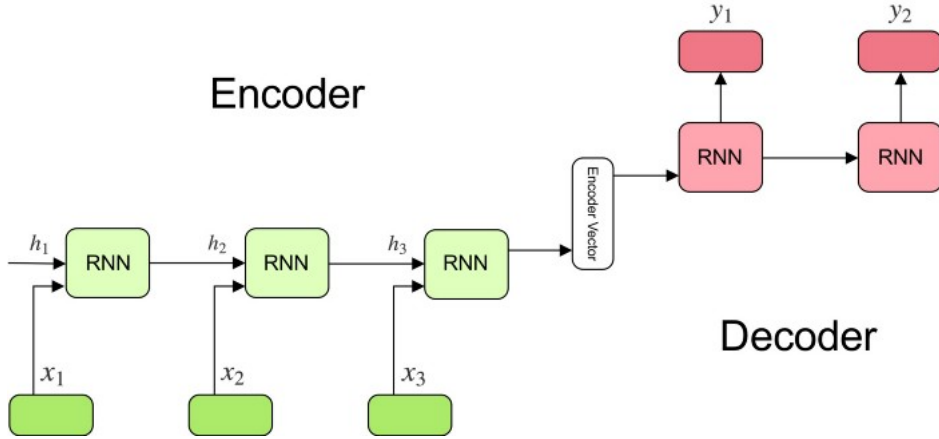 y₁ y₂
Encoder
RNN RNN
Encoder Vector
h₁ RNN h₂ RNN h₃ RNN
Decoder
x₁ x₂ x₃